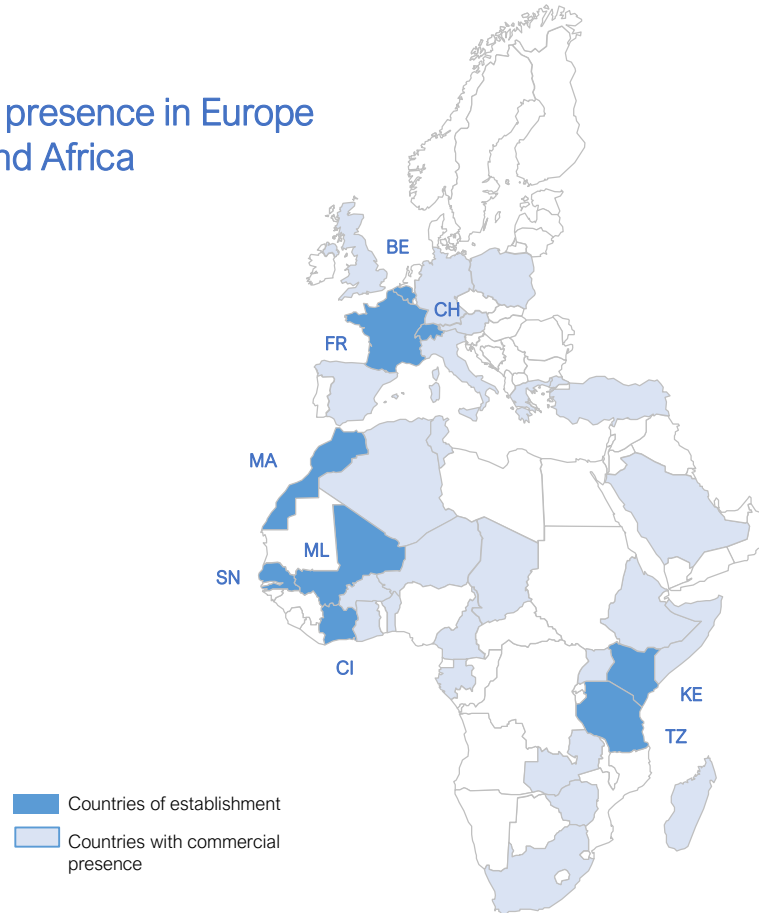 presence in Europe
nd Africa
BE
CH
FR
MA
ML
SN
CI
KE
TZ
Countries of establishment
Countries with commercial
presence